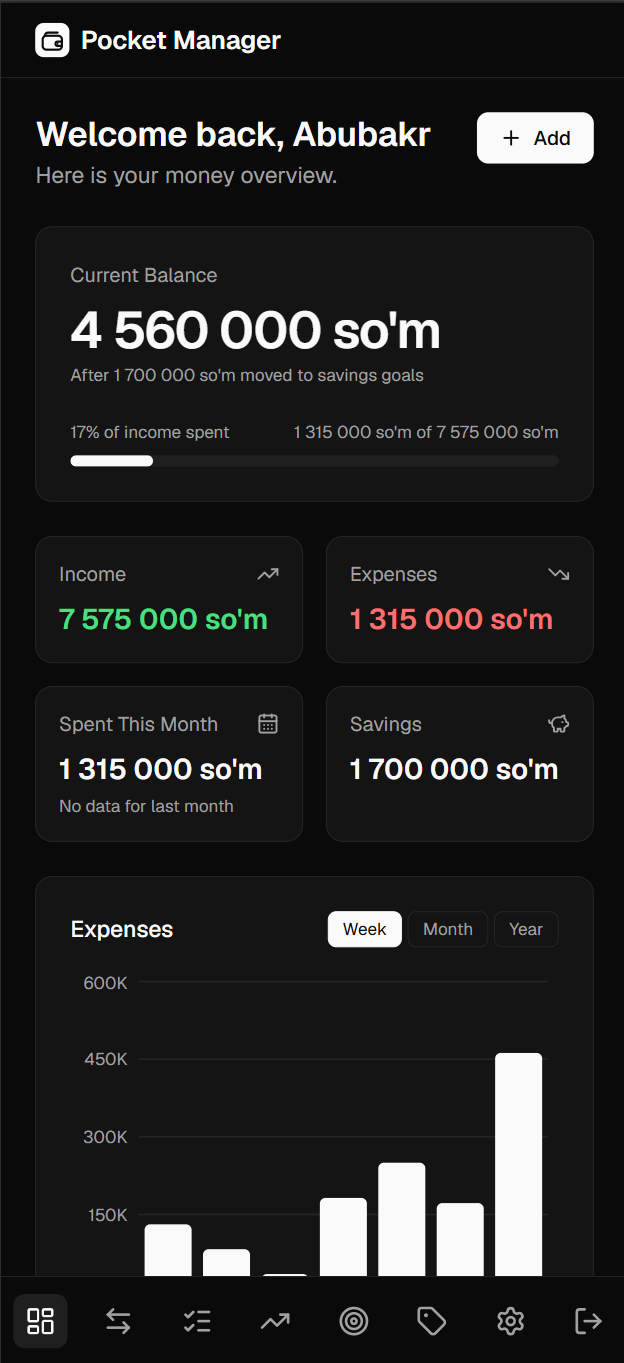 Pocket Manager
Welcome back, Abubakr
+ Add
Here is your money overview.
Current Balance
4 560 000 so'm
After 1 700 000 so'm moved to savings goals
17% of income spent
1 315 000 so'm of 7 575 000 so'm
Income
7 575 000 so'm
Expenses
1 315 000 so'm
Spent This Month
1 315 000 so'm
No data for last month
Savings
1 700 000 so'm
Expenses
Week
Month
Year
600K
450K
300K
150K